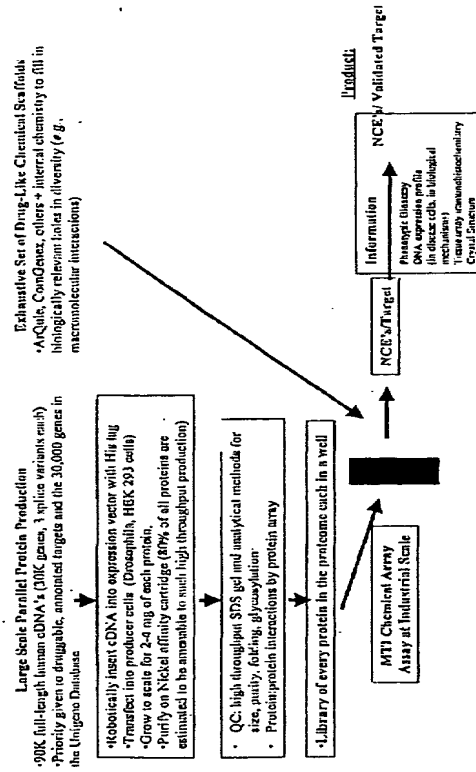 Large Scale Parallel Protein Production
•90K full-length human cDNA's (30K genes, 3 splice variants each)
•Priority given to druggable, annotated targets and the 30,000 genes in
the Unigene Database
•Robotically insert cDNA into expression vector with His tag
•Transfect into producer cells (Drosophila, HEK 293 cells)
•Grow to scale for 2-4 mg of each protein,
•Purify on Nickel affinity cartridge (80% of all proteins are
estimated to be amenable to such high throughput production)
• QC: high throughput SDS gel and analytical methods for
size, purity, folding, glycosylation
• Protein:protein interactions by protein array
•Library of every protein in the proteome each in a well
MTI Chemical Array
Assay at Industrial Scale
Exhaustive Set of Drug-Like Chemical Scaffolds
•ArQule, ComGenex, others + internal chemistry to fill in
biologically relevant holes in diversity (e.g.,
macromolecular interactions)
NCE's/Target
Information
Phenotypic Glossary
DNA expression profile
(in disease cells, in biological
mechanisms)
Tissue array immunohistochemistry
Crystal Structure
Product:
NCE's/ Validated Target